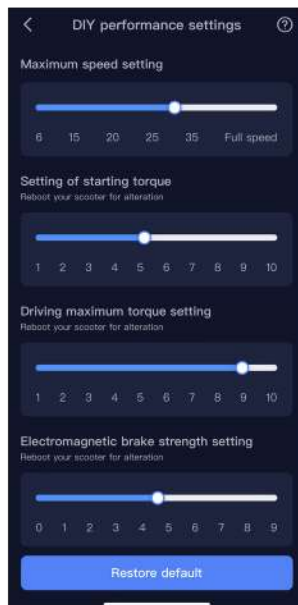 DIY performance settings
Maximum speed setting
6 15 20 25 35 Full speed
Setting of starting torque
Reboot your scooter for alteration
1 2 3 4 5 6 7 8 9 10
Driving maximum torque setting
Reboot your scooter for alteration
1 2 3 4 5 6 7 8 9 10
Electromagnetic brake strength setting
Reboot your scooter for alteration
0 1 2 3 4 5 6 7 8 9
Restore default